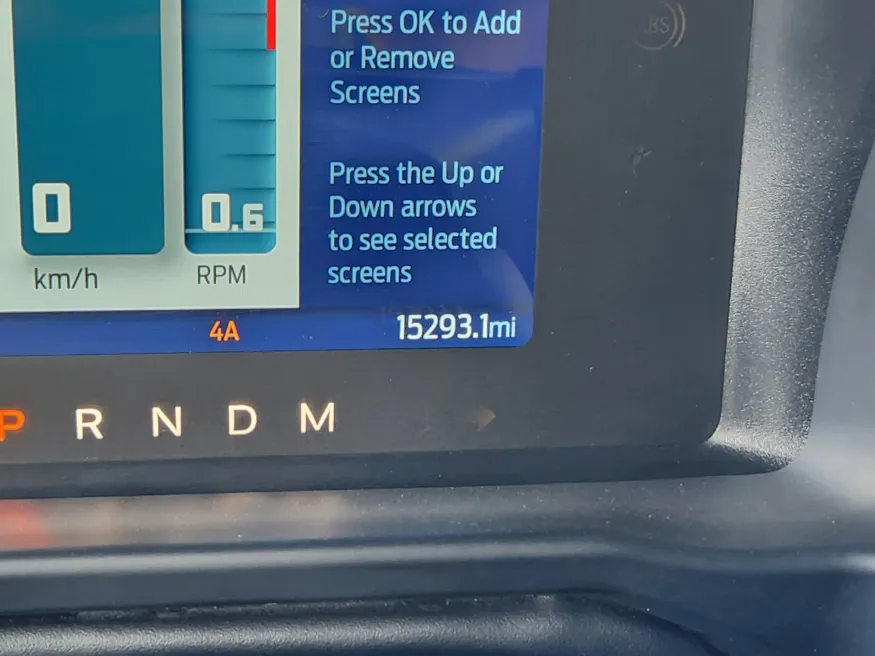 Press OK to Add
or Remove
Screens
Press the Up or
Down arrows
to see selected
screens
0
0.6
km/h
RPM
4A
15293.1mi
P R N D M
ABS